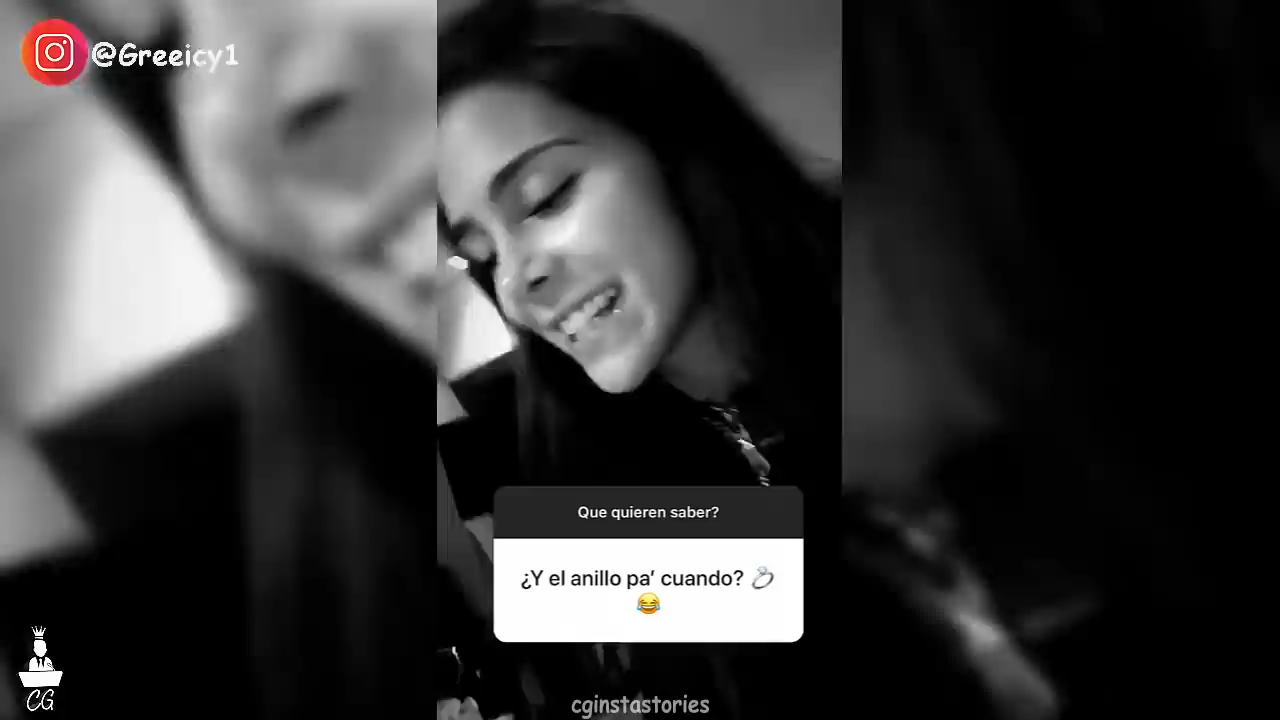 @Greeicy1
Que quieren saber?
¿Y el anillo pa' cuando? 💍
😂
CG
cginstastories